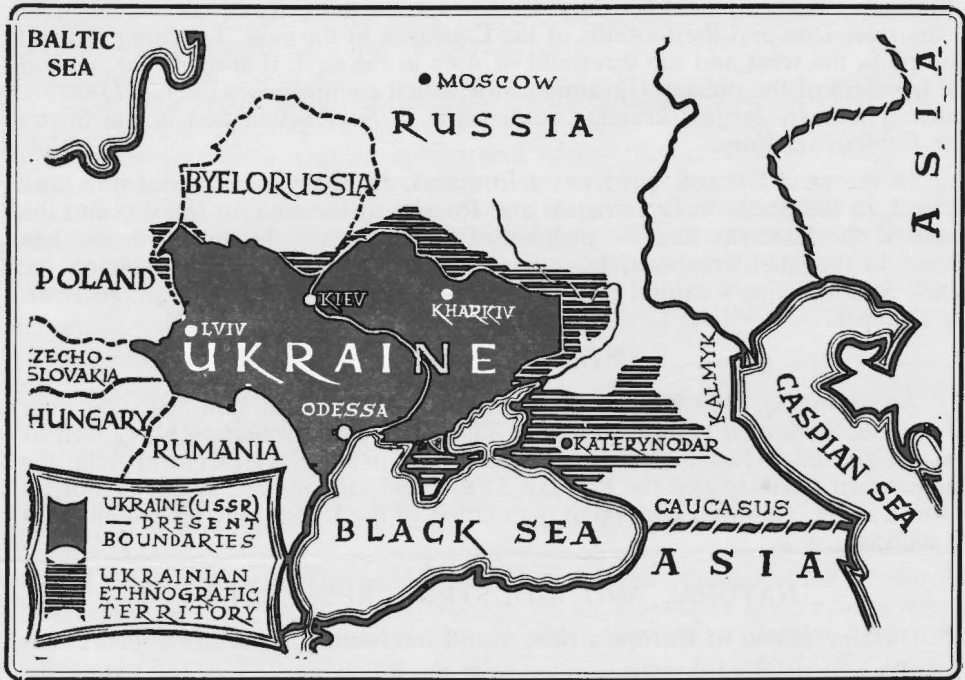 BALTIC
SEA
MOSCOW
RUSSIA
ASIA
BYELORUSSIA
POLAND
KIEV
KHARKIV
LVIV
UKRAINE
ZECHO-
SLOVAKIA
HUNGARY
ODESSA
RUMANIA
KATERYNODAR
KALMYK
CASPIAN SEA
UKRAINE (USSR)
— PRESENT
BOUNDARIES
UKRAINIAN
ETHNOGRAFIC
TERRITORY
BLACK SEA
CAUCASUS
ASIA